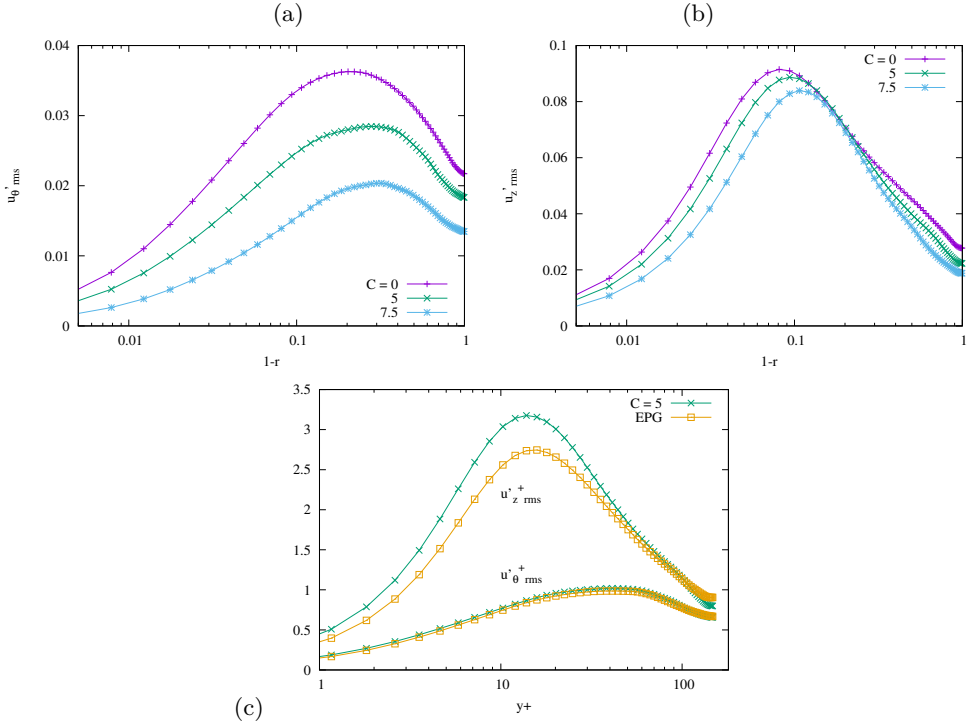 (a)
(b)
0.04
0.03
0.02
0.01
0
0.01
0.1
1
1-r
u'θ rms
C = 0
5
7.5
0.1
0.08
0.06
0.04
0.02
0
0.01
0.1
1
1-r
u'z rms
C = 0
5
7.5
3.5
3
2.5
2
1.5
1
0.5
0
1
10
100
y+
C = 5
EPG
u'z+rms
u'θ+rms
(c)